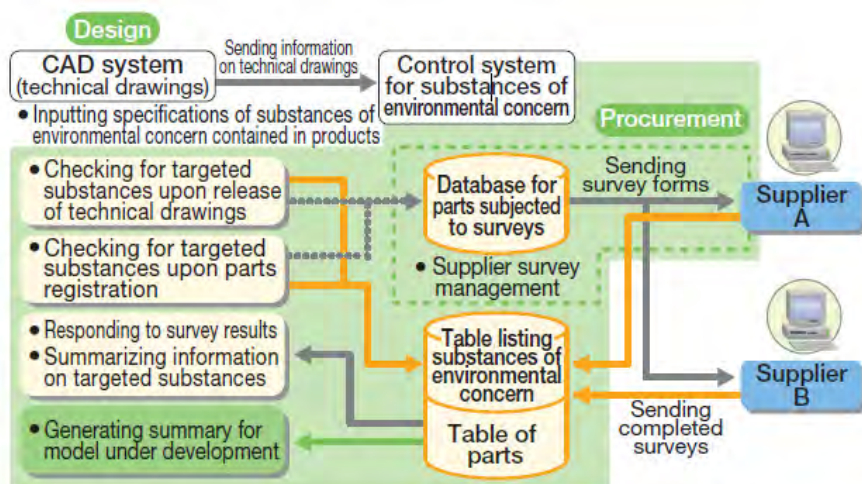 Design
CAD system
(technical drawings)
Sending information
on technical drawings
Control system
for substances of
environmental concern
• Inputting specifications of substances of
environmental concern contained in products
Procurement
• Checking for targeted
substances upon release
of technical drawings
• Checking for targeted
substances upon parts
registration
Database for
parts subjected
to surveys
Sending
survey forms
Supplier
A
• Supplier survey
management
• Responding to survey results
• Summarizing information
on targeted substances
Table listing
substances of
environmental
concern
Supplier
B
• Generating summary for
model under development
Table of
parts
Sending
completed
surveys